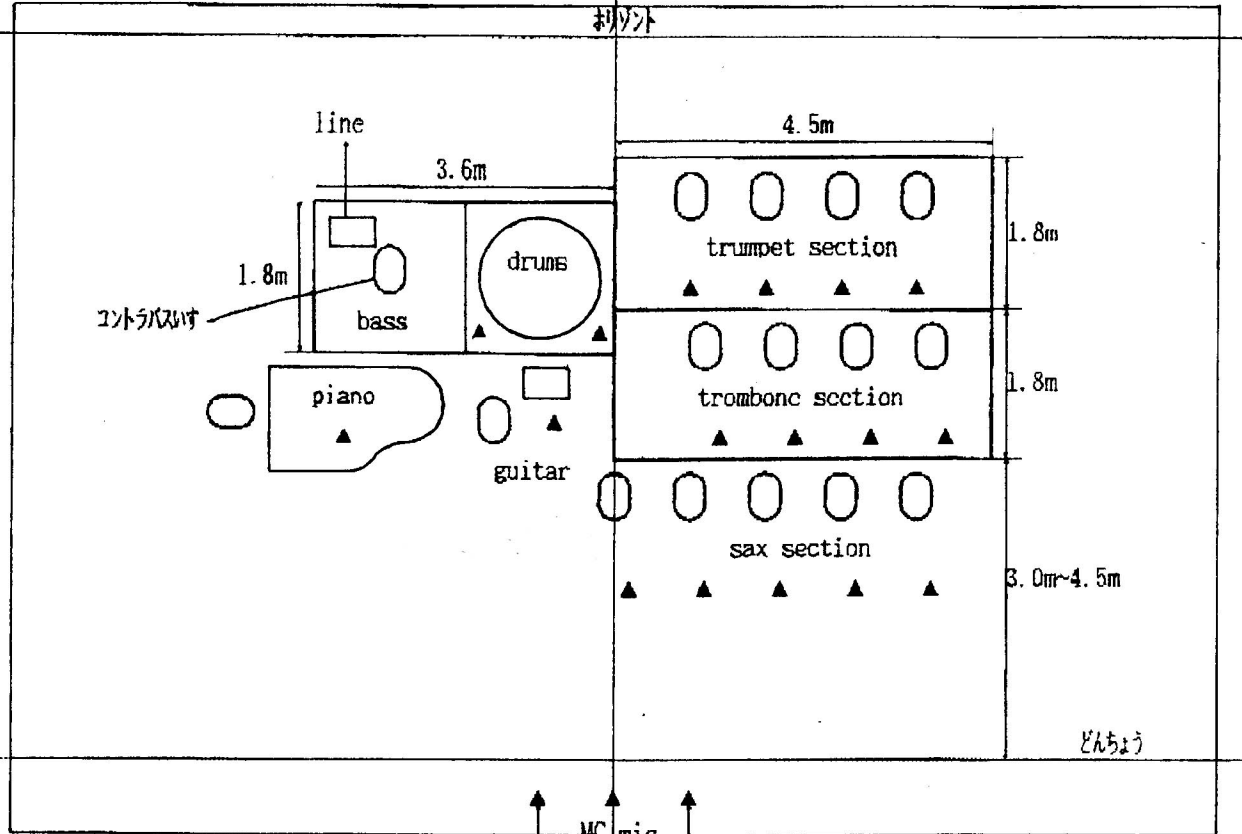 ホリゾント
line
4.5m
3.6m
trumpet section
1.8m
drums
1.8m
コントラバスいす
bass
piano
trombone section
1.8m
guitar
sax section
3.0m~4.5m
どんちょう
MC mic